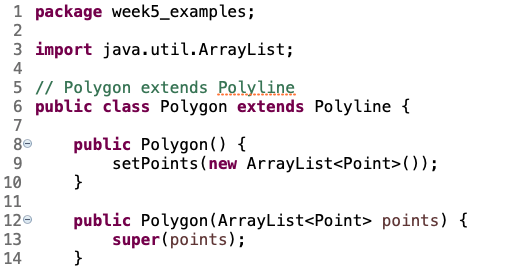 1 package week5_examples;
2
3 import java.util.ArrayList;
4
5 // Polygon extends Polyline
6 public class Polygon extends Polyline {
7
8 public Polygon() {
9 setPoints(new ArrayList<Point>());
10 }
11
12 public Polygon(ArrayList<Point> points) {
13 super(points);
14 }